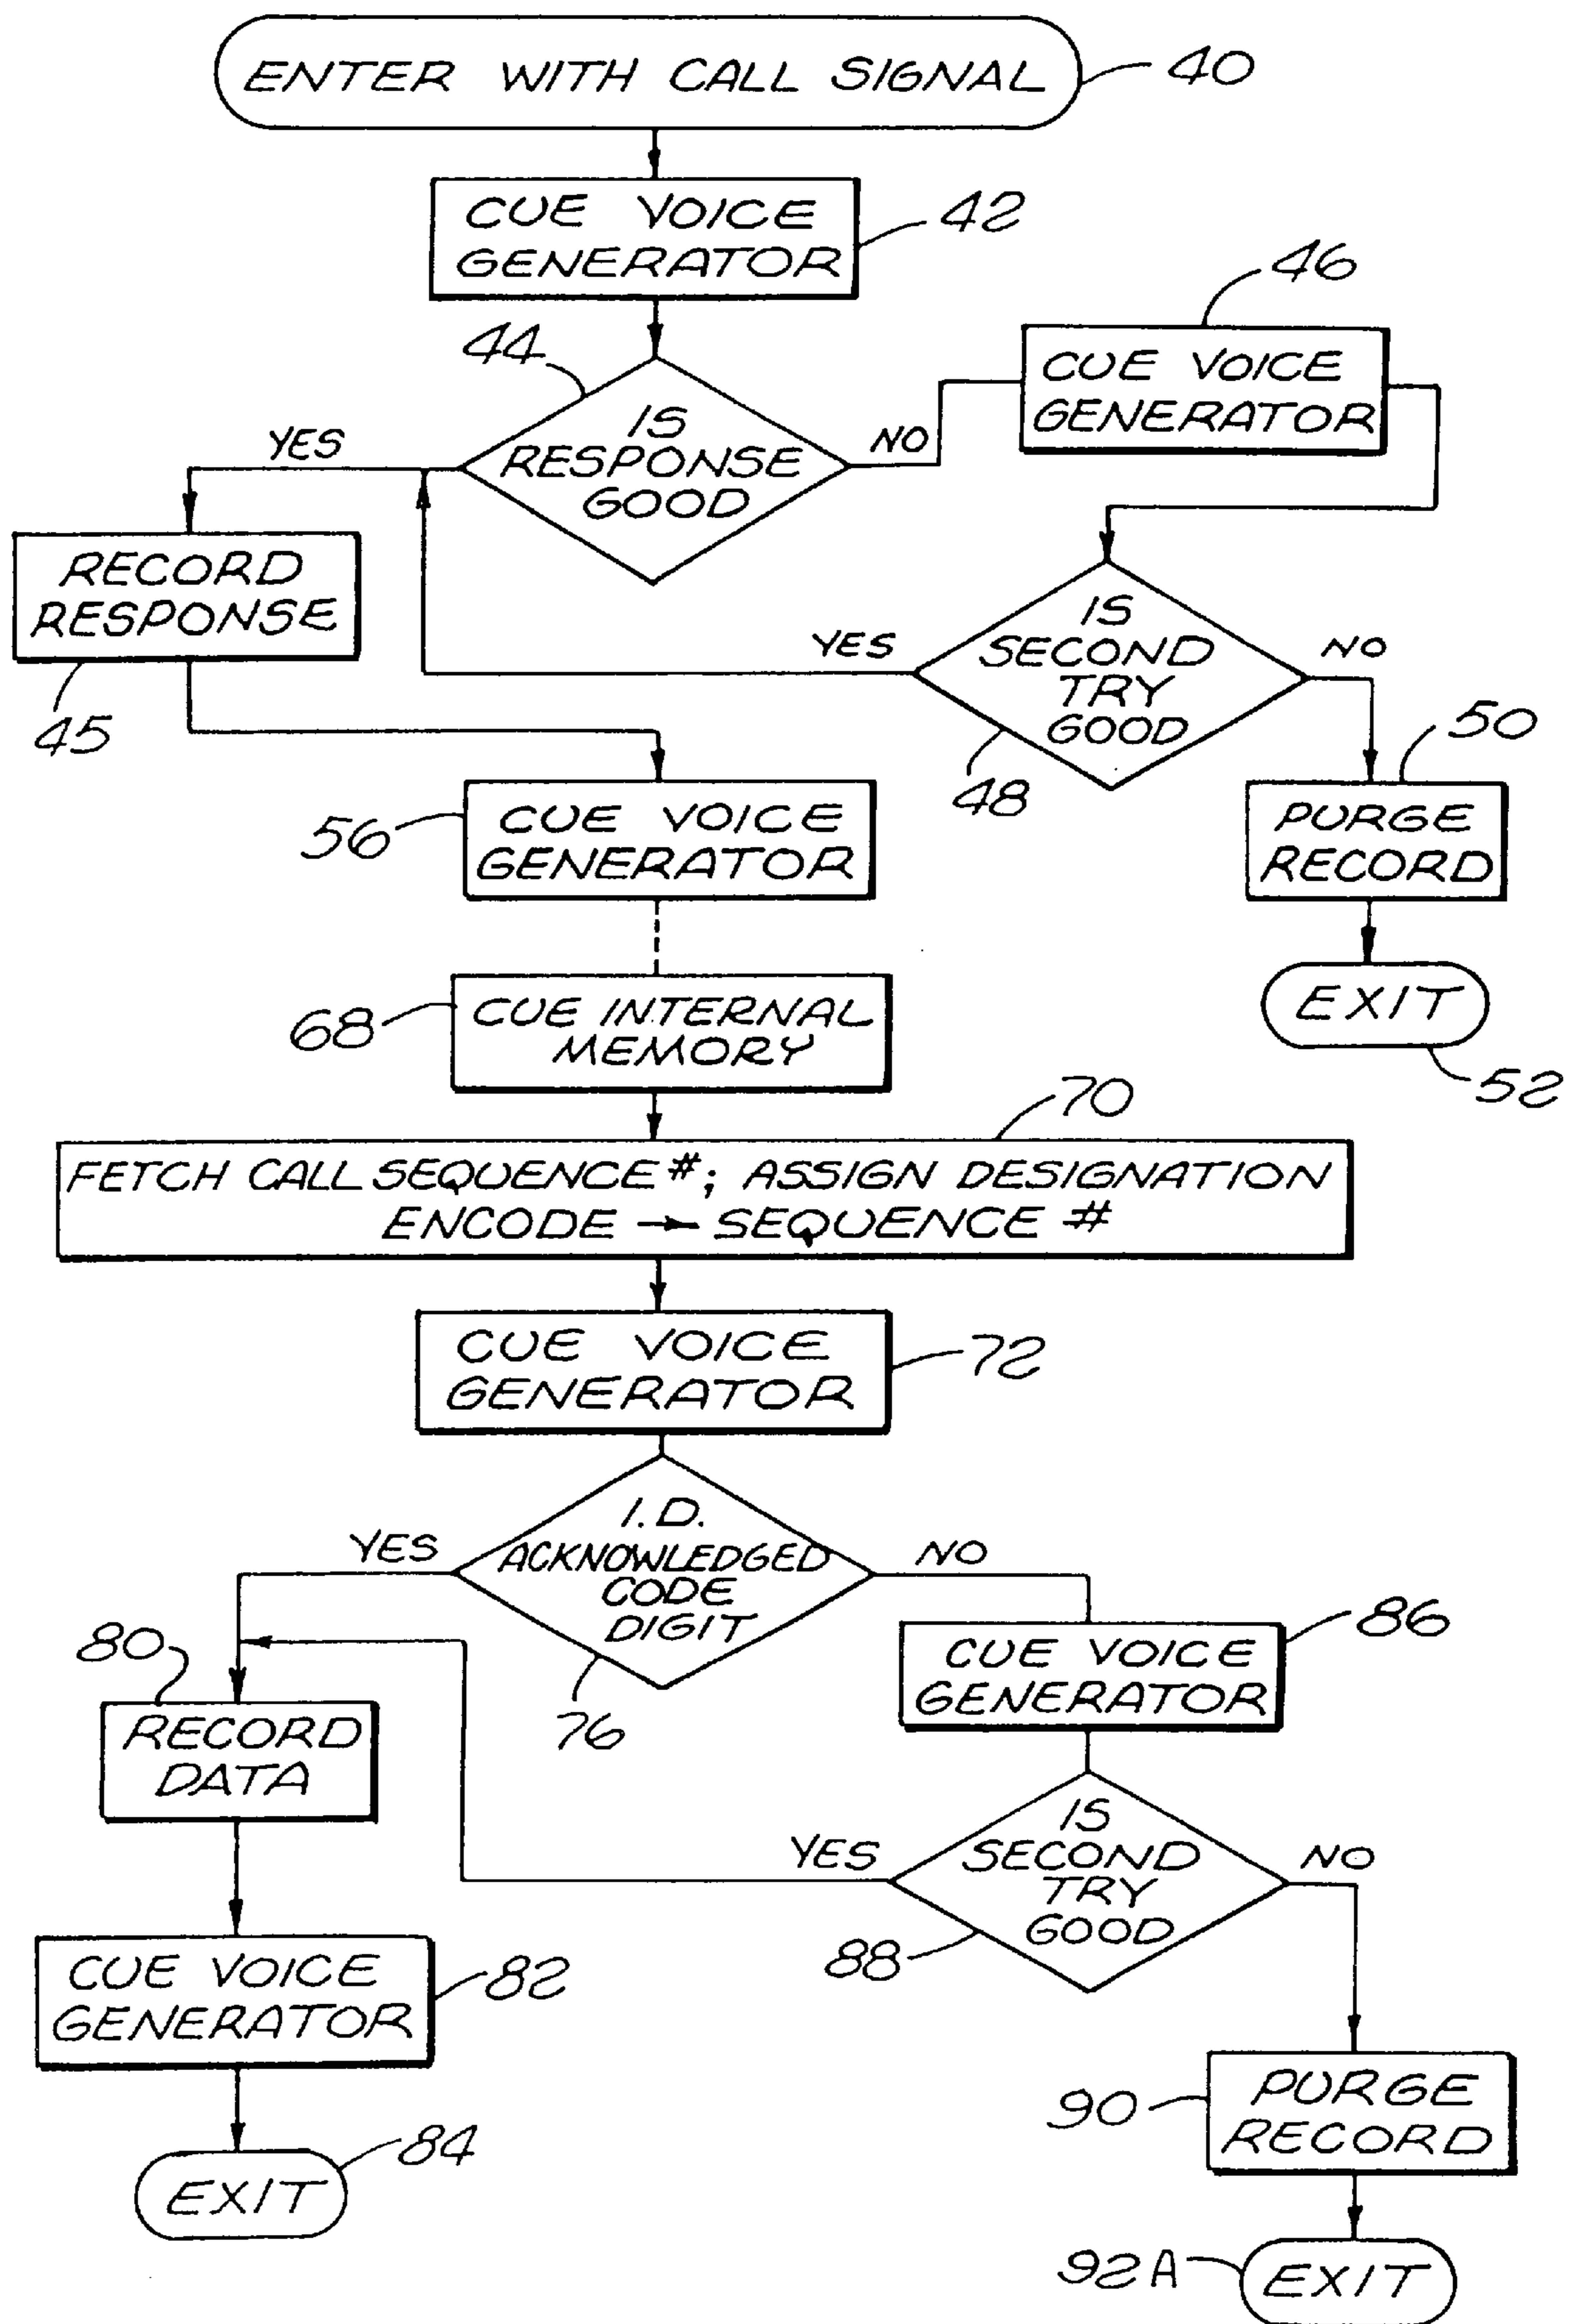 ENTER WITH CALL SIGNAL
40
CUE VOICE
GENERATOR
42
46
44
CUE VOICE
GENERATOR
IS
RESPONSE
GOOD
YES
NO
RECORD
RESPONSE
45
IS
SECOND
TRY
GOOD
YES
NO
48
50
PURGE
RECORD
56
CUE VOICE
GENERATOR
EXIT
52
68
CUE INTERNAL
MEMORY
70
FETCH CALL SEQUENCE #; ASSIGN DESIGNATION
ENCODE → SEQUENCE #
CUE VOICE
GENERATOR
72
I.D.
ACKNOWLEDGED
CODE
DIGIT
YES
NO
76
80
RECORD
DATA
86
CUE VOICE
GENERATOR
IS
SECOND
TRY
GOOD
YES
NO
88
CUE VOICE
GENERATOR
82
EXIT
84
90
PURGE
RECORD
92A
EXIT